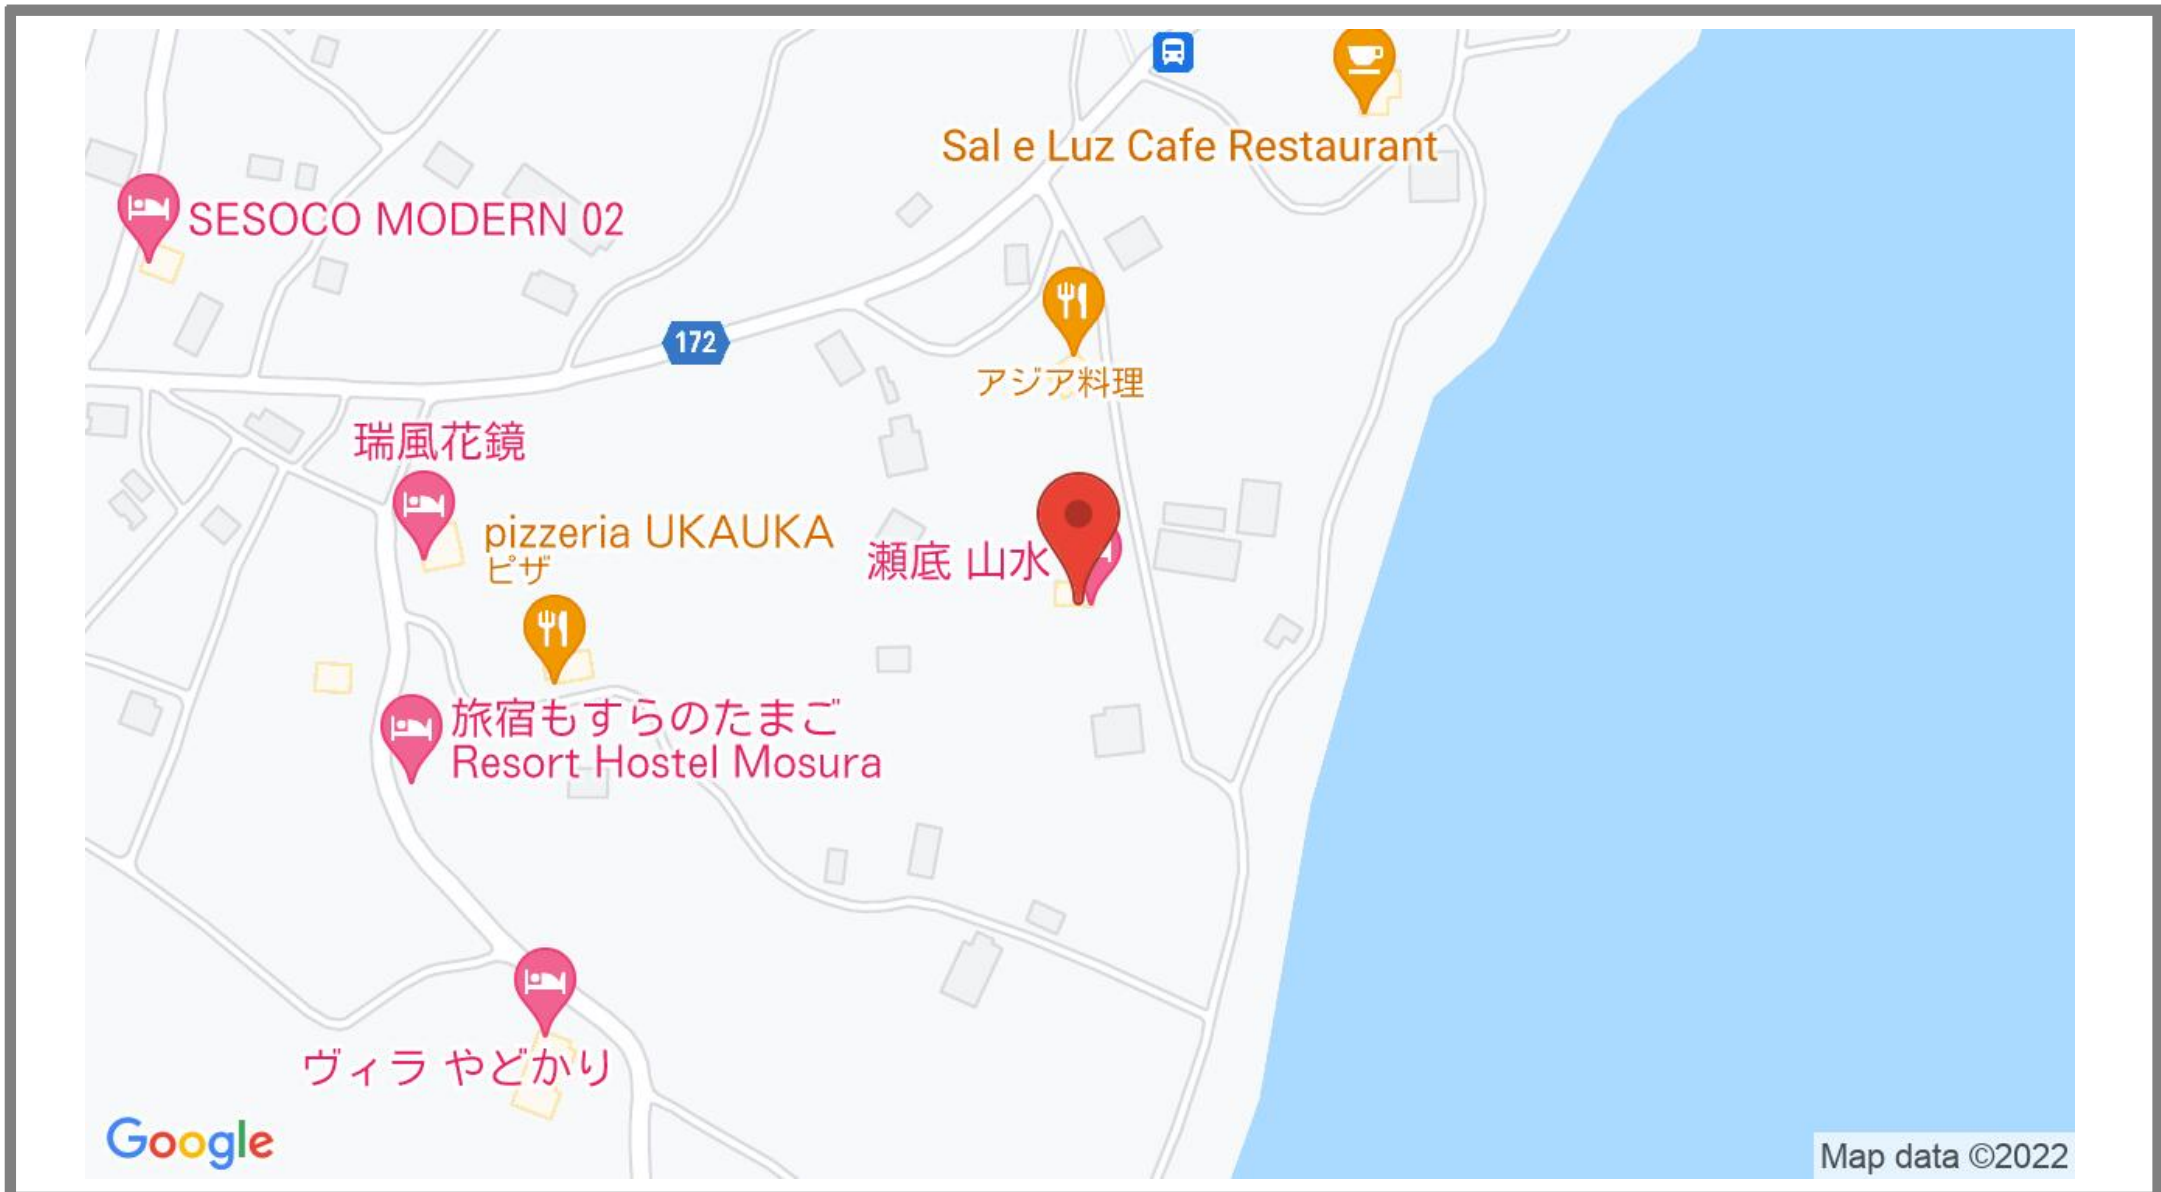 Sal e Luz Cafe Restaurant
SESOCO MODERN 02
172
アジア料理
瑞風花鏡
pizzeria UKAUKA
ピザ
瀬底 山水
旅宿もすらのたまご
Resort Hostel Mosura
ヴィラ やどかり
Google
Map data ©2022